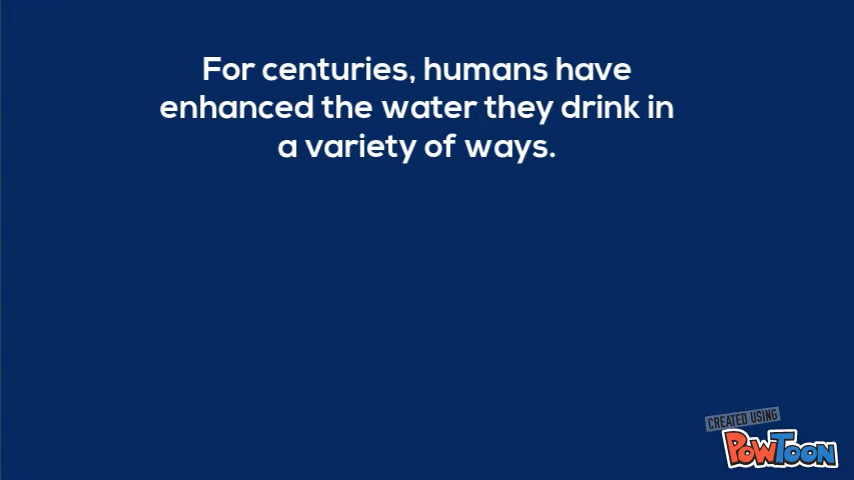 For centuries, humans have
enhanced the water they drink in
a variety of ways.
CREATED USING
POWTOON